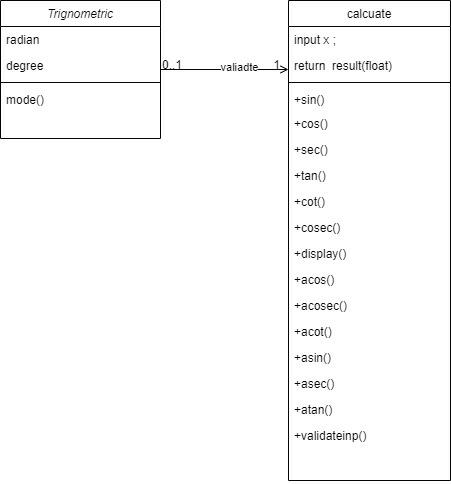 Trignometric
radian
degree
mode()
0..1
valiadte
1
calcuate
input x ;
return  result(float)
+sin()
+cos()
+sec()
+tan()
+cot()
+cosec()
+display()
+acos()
+acosec()
+acot()
+asin()
+asec()
+atan()
+validateinp()